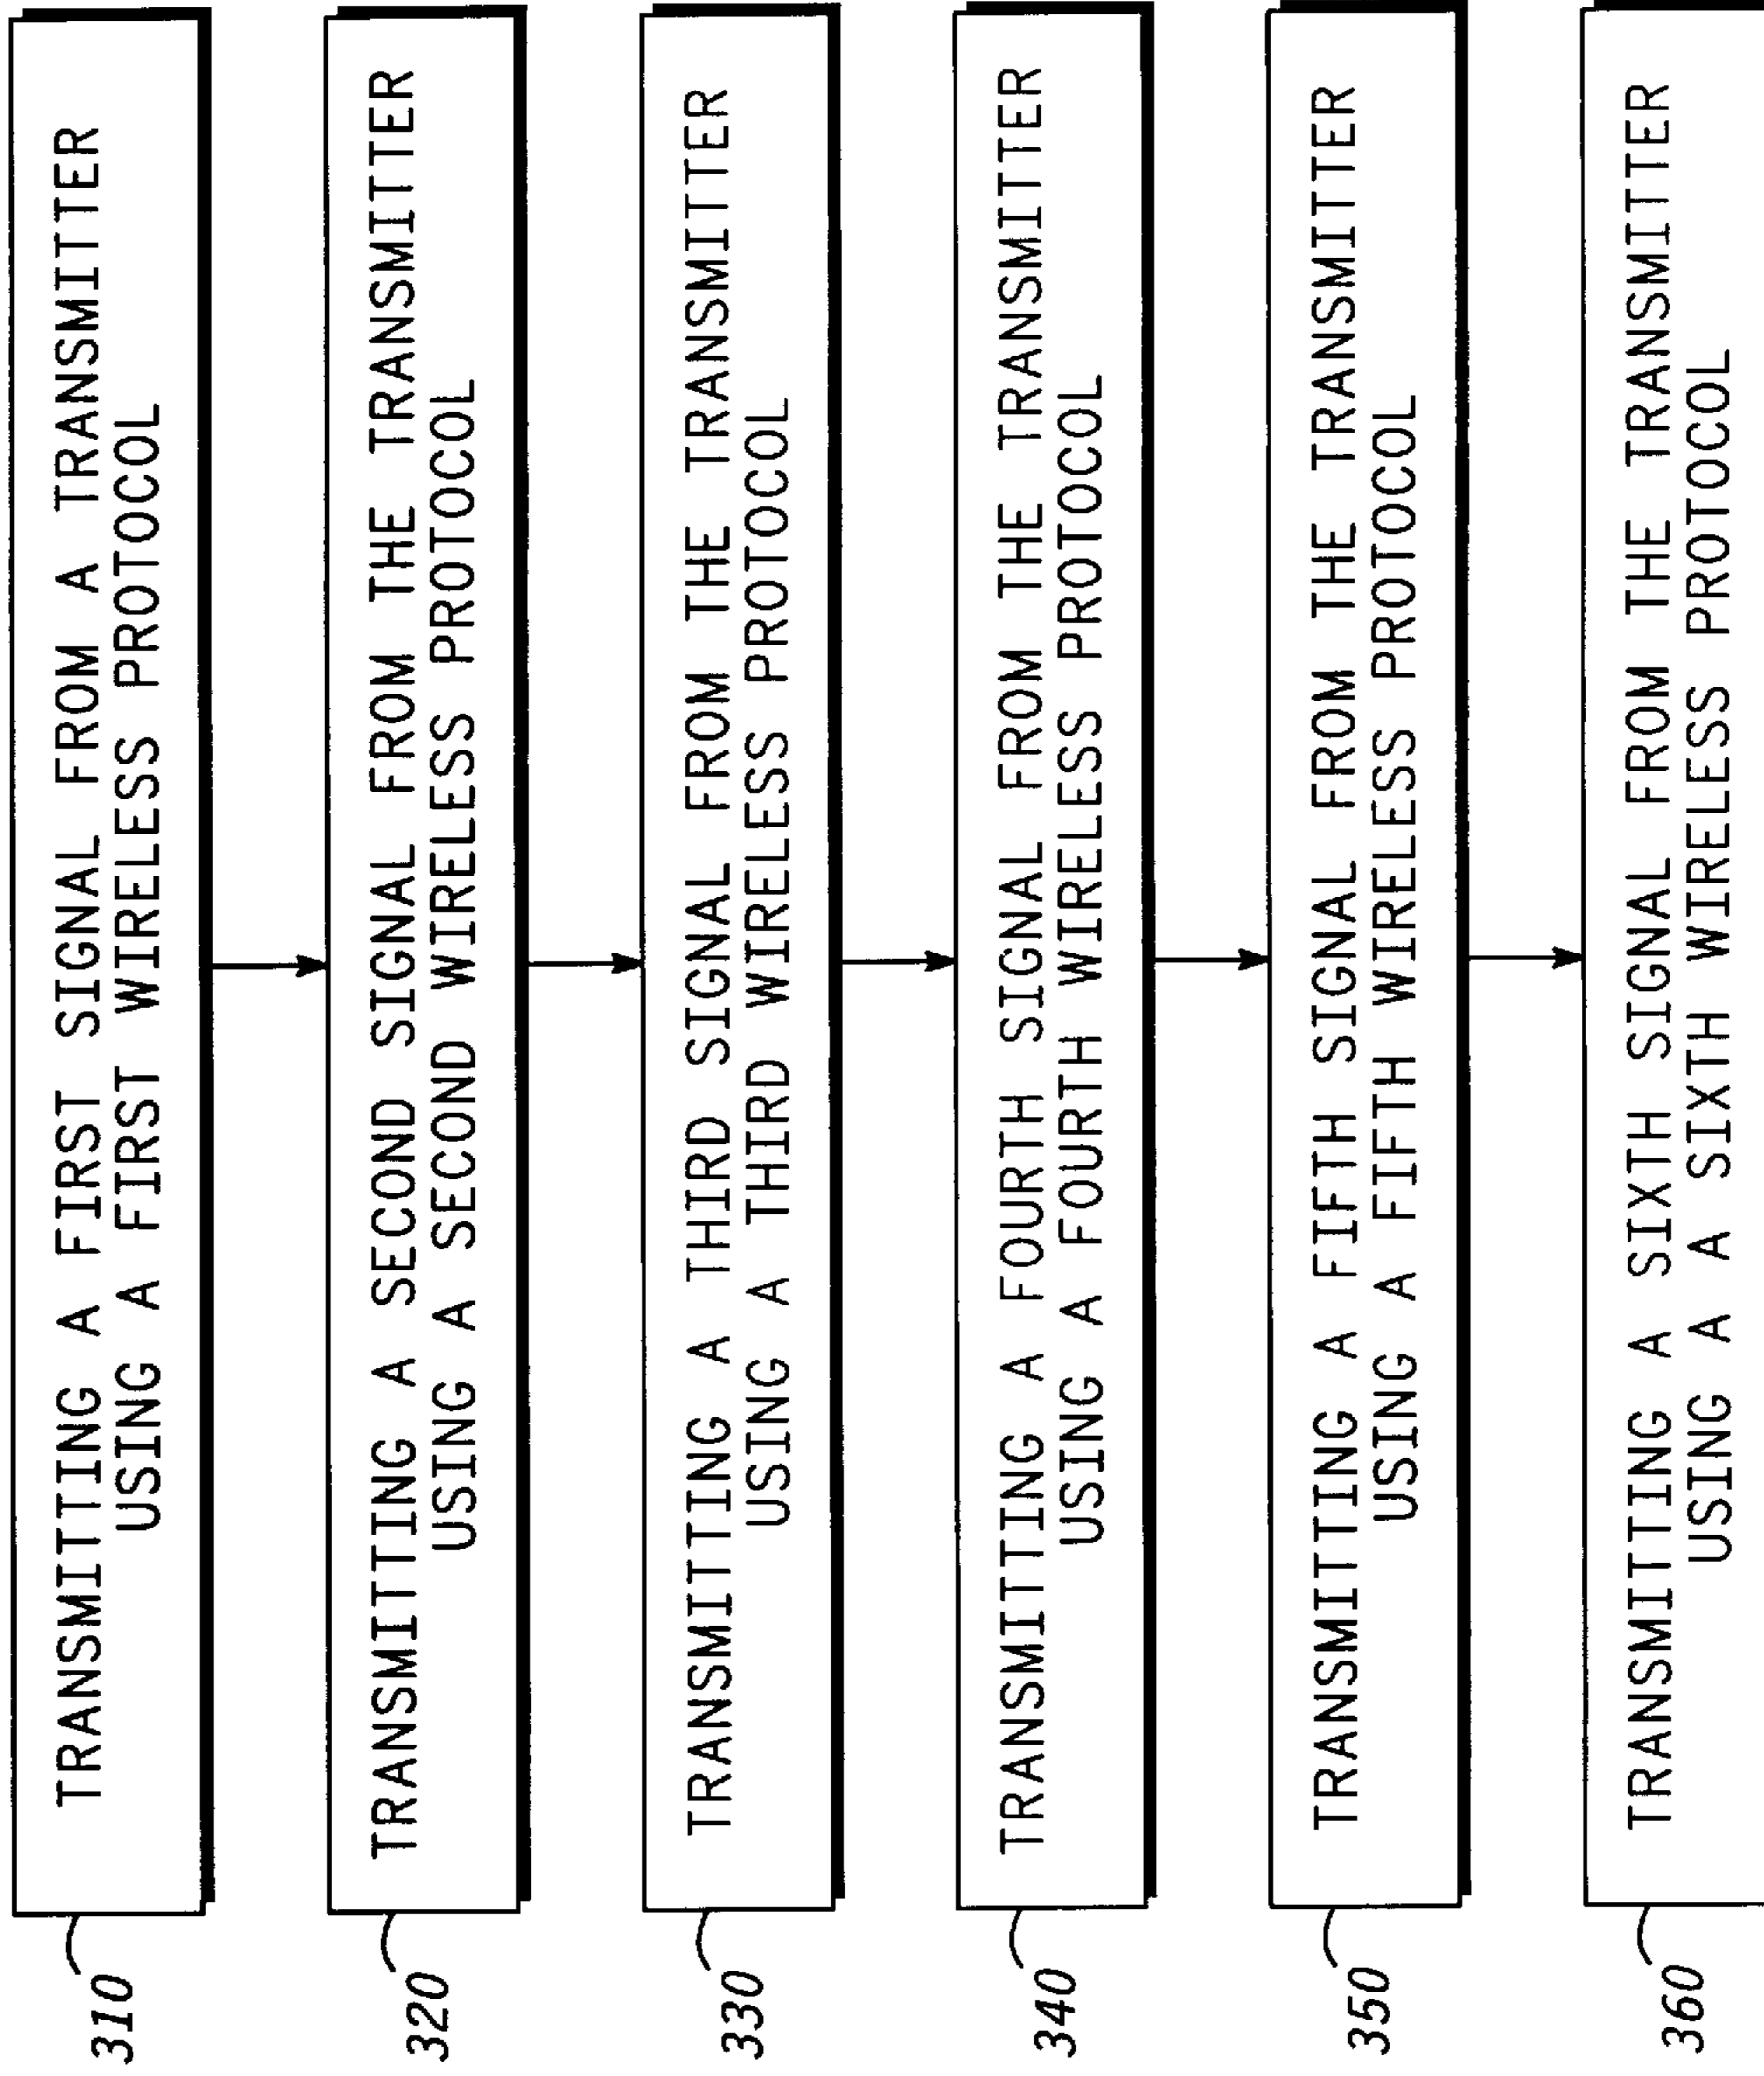 310
TRANSMITTING A FIRST SIGNAL FROM A TRANSMITTER
USING A FIRST WIRELESS PROTOCOL
320
TRANSMITTING A SECOND SIGNAL FROM THE TRANSMITTER
USING A SECOND WIRELESS PROTOCOL
330
TRANSMITTING A THIRD SIGNAL FROM THE TRANSMITTER
USING A THIRD WIRELESS PROTOCOL
340
TRANSMITTING A FOURTH SIGNAL FROM THE TRANSMITTER
USING A FOURTH WIRELESS PROTOCOL
350
TRANSMITTING A FIFTH SIGNAL FROM THE TRANSMITTER
USING A FIFTH WIRELESS PROTOCOL
360
TRANSMITTING A SIXTH SIGNAL FROM THE TRANSMITTER
USING A A SIXTH WIRELESS PROTOCOL